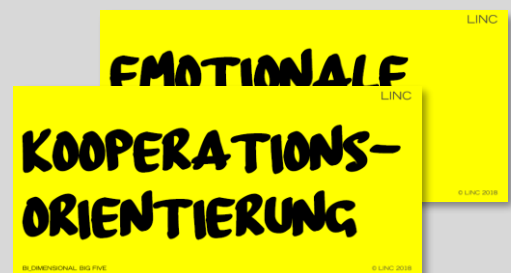 LINC
EMOTIONALE
© LINC 2018
LINC
KOOPERATIONS-
ORIENTIERUNG
BI_DIMENSIONAL BIG FIVE
© LINC 2018